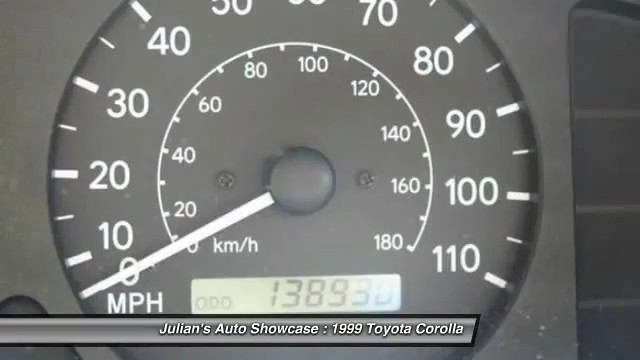 50 60 70
40 80
30 90
20 100
10 110
0
80 100 120
60 140
40 160
20 180
0 km/h
MPH
ODO 138930
Julian's Auto Showcase : 1999 Toyota Corolla